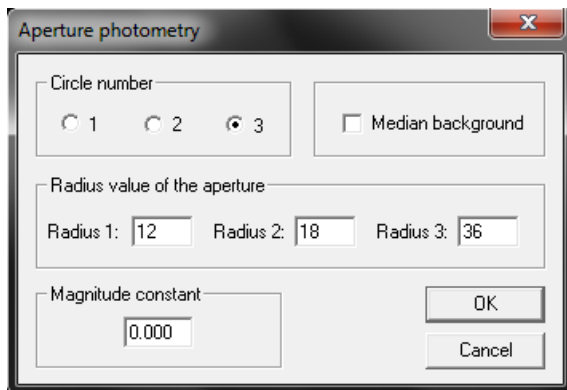 Aperture photometry
Circle number
1 2 3
Median background
Radius value of the aperture
Radius 1: 12 Radius 2: 18 Radius 3: 36
Magnitude constant
0.000
OK
Cancel